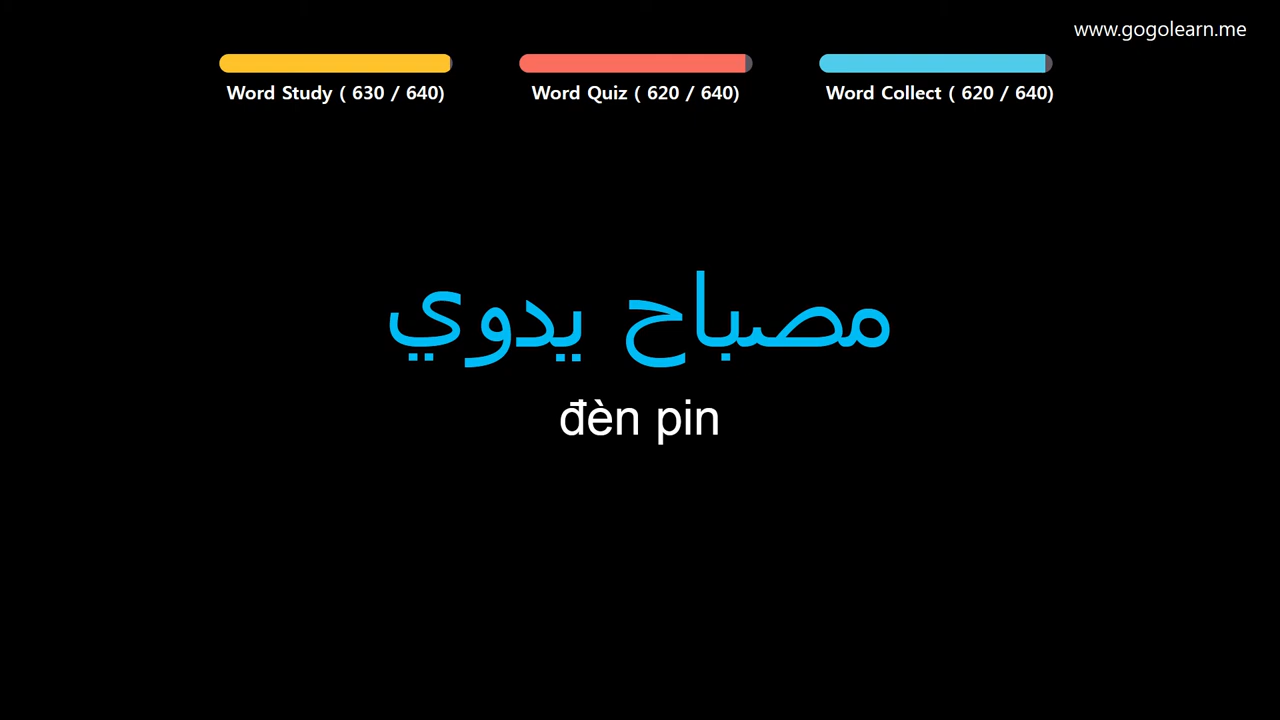 www.gogolearn.me
Word Study ( 630 / 640)
Word Quiz ( 620 / 640)
Word Collect ( 620 / 640)
مصباح يدوي
đèn pin